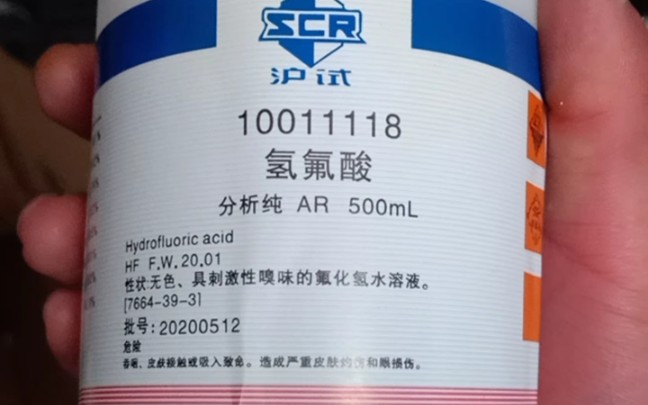 SCR
沪试
10011118
氢氟酸
分析纯 AR 500mL
Hydrofluoric acid
HF F.W. 20.01
性状:无色、具刺激性嗅味的氟化氢水溶液。
[7664-39-3]
批号: 20200512
危险
吞咽、皮肤接触或吸入致命。造成严重皮肤灼伤和眼损伤。